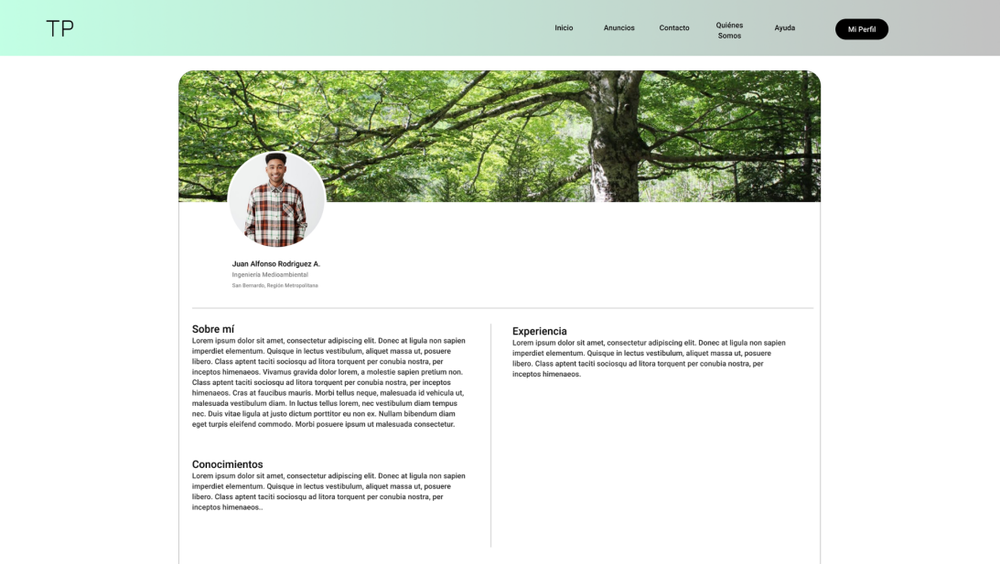 TP
Inicio
Anuncios
Contacto
Quiénes
Somos
Ayuda
Mi Perfil
Juan Alfonso Rodriguez A.
Ingeniería Medioambiental
San Bernardo, Región Metropolitana
Sobre mí
Lorem ipsum dolor sit amet, consectetur adipiscing elit. Donec at ligula non sapien
imperdiet elementum. Quisque in lectus vestibulum, aliquet massa ut, posuere
libero. Class aptent taciti sociosqu ad litora torquent per conubia nostra, per
inceptos himenaeos. Vivamus gravida dolor lorem, a molestie sapien pretium non.
Class aptent taciti sociosqu ad litora torquent per conubia nostra, per inceptos
himenaeos. Cras at faucibus mauris. Morbi tellus neque, malesuada id vehicula ut,
malesuada vestibulum diam. In luctus tellus lorem, nec vestibulum diam tempus
nec. Duis vitae ligula at justo dictum porttitor eu non ex. Nullam bibendum diam
eget turpis eleifend commodo. Morbi posuere ipsum ut malesuada consectetur.
Conocimientos
Lorem ipsum dolor sit amet, consectetur adipiscing elit. Donec at ligula non sapien
imperdiet elementum. Quisque in lectus vestibulum, aliquet massa ut, posuere
libero. Class aptent taciti sociosqu ad litora torquent per conubia nostra, per
inceptos himenaeos..
Experiencia
Lorem ipsum dolor sit amet, consectetur adipiscing elit. Donec at ligula non sapien
imperdiet elementum. Quisque in lectus vestibulum, aliquet massa ut, posuere
libero. Class aptent taciti sociosqu ad litora torquent per conubia nostra, per
inceptos himenaeos.